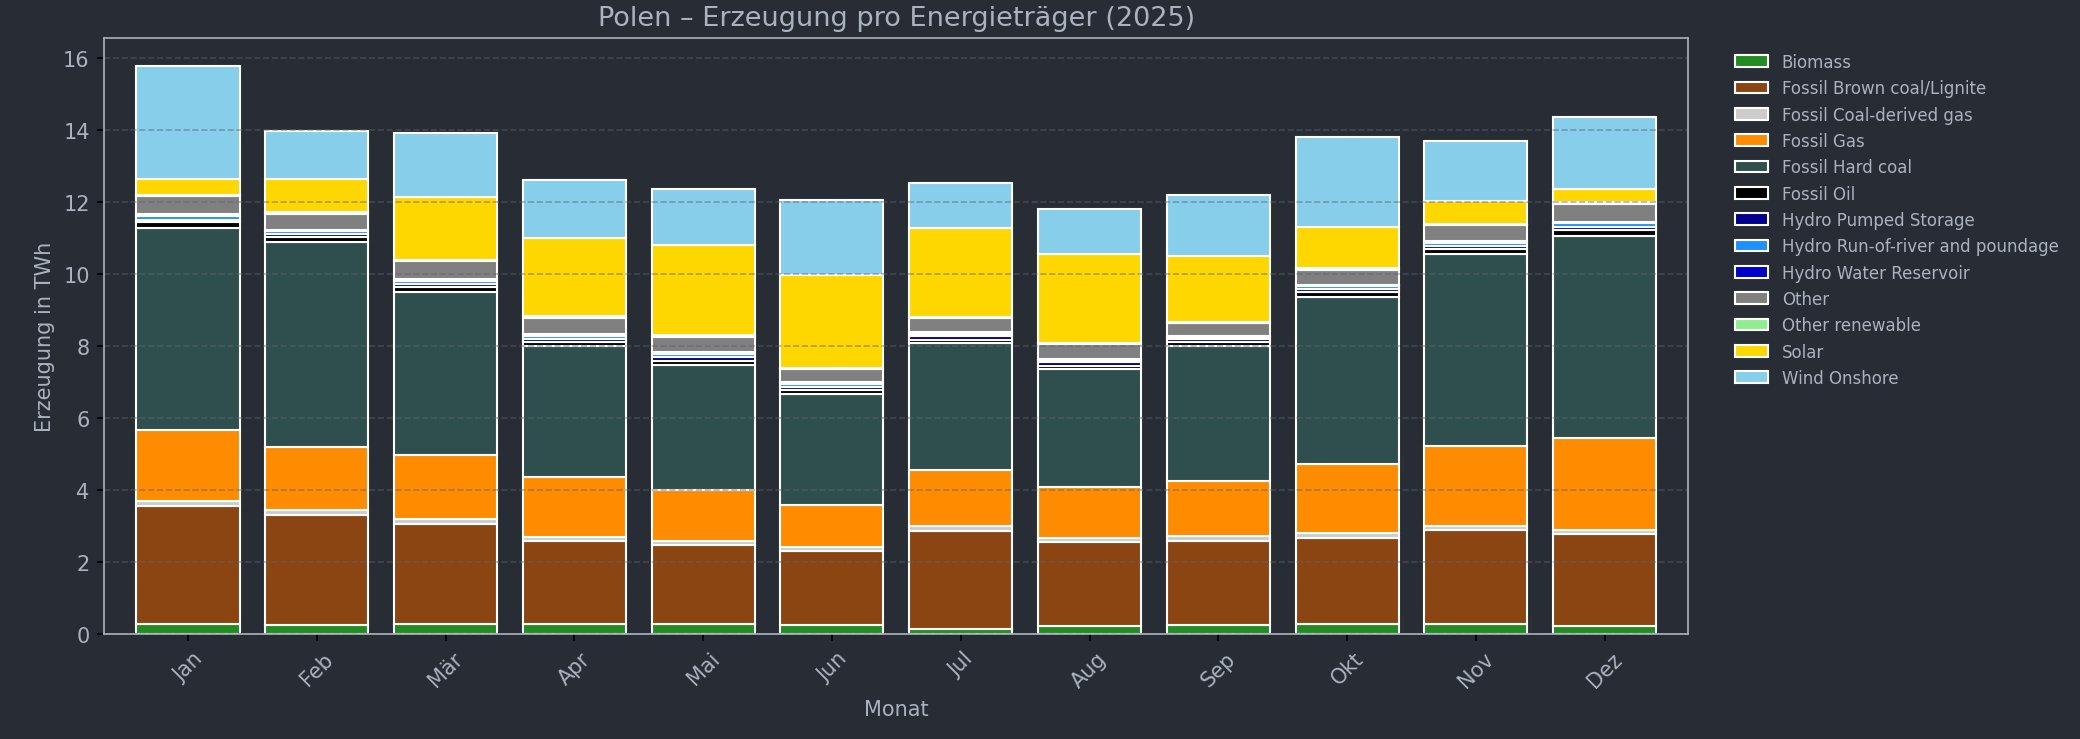 Polen – Erzeugung pro Energieträger (2025)
Erzeugung in TWh
16
14
12
10
8
6
4
2
0
Jan
Feb
Mär
Apr
Mai
Jun
Jul
Aug
Sep
Okt
Nov
Dez
Monat
Biomass
Fossil Brown coal/Lignite
Fossil Coal-derived gas
Fossil Gas
Fossil Hard coal
Fossil Oil
Hydro Pumped Storage
Hydro Run-of-river and poundage
Hydro Water Reservoir
Other
Other renewable
Solar
Wind Onshore